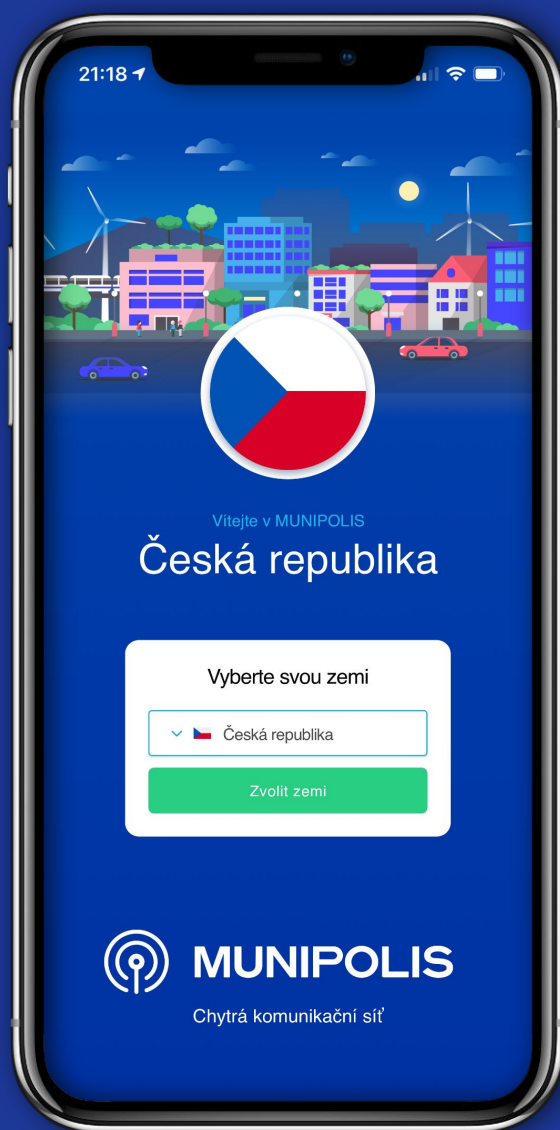 21:18
Vítejte v MUNIPOLIS
Česká republika
Vyberte svou zemi
Česká republika
Zvolit zemi
MUNIPOLIS
Chytrá komunikační síť